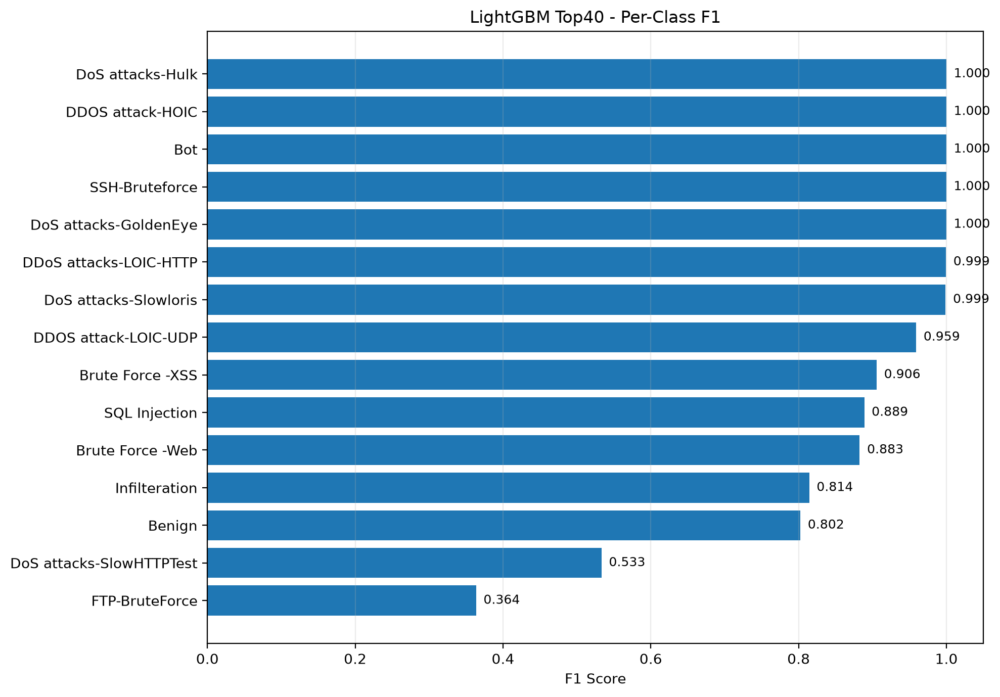 LightGBM Top40 - Per-Class F1
DoS attacks-Hulk 1.000
DDOS attack-HOIC 1.000
Bot 1.000
SSH-Bruteforce 1.000
DoS attacks-GoldenEye 1.000
DDoS attacks-LOIC-HTTP 0.999
DoS attacks-Slowloris 0.999
DDOS attack-LOIC-UDP 0.959
Brute Force -XSS 0.906
SQL Injection 0.889
Brute Force -Web 0.883
Infilteration 0.814
Benign 0.802
DoS attacks-SlowHTTPTest 0.533
FTP-BruteForce 0.364
0.0 0.2 0.4 0.6 0.8 1.0
F1 Score